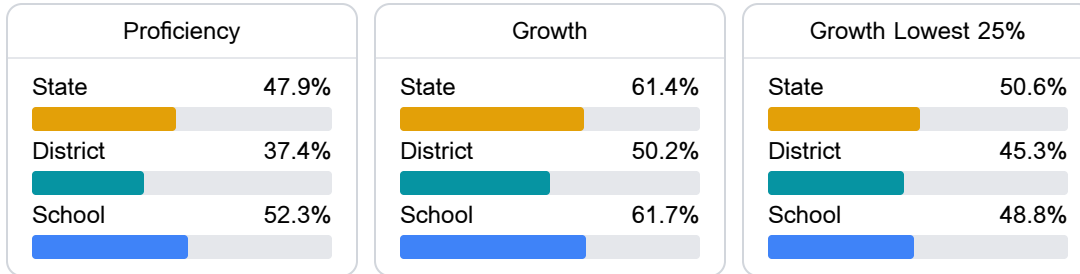 Proficiency
State 47.9%
District 37.4%
School 52.3%
Growth
State 61.4%
District 50.2%
School 61.7%
Growth Lowest 25%
State 50.6%
District 45.3%
School 48.8%